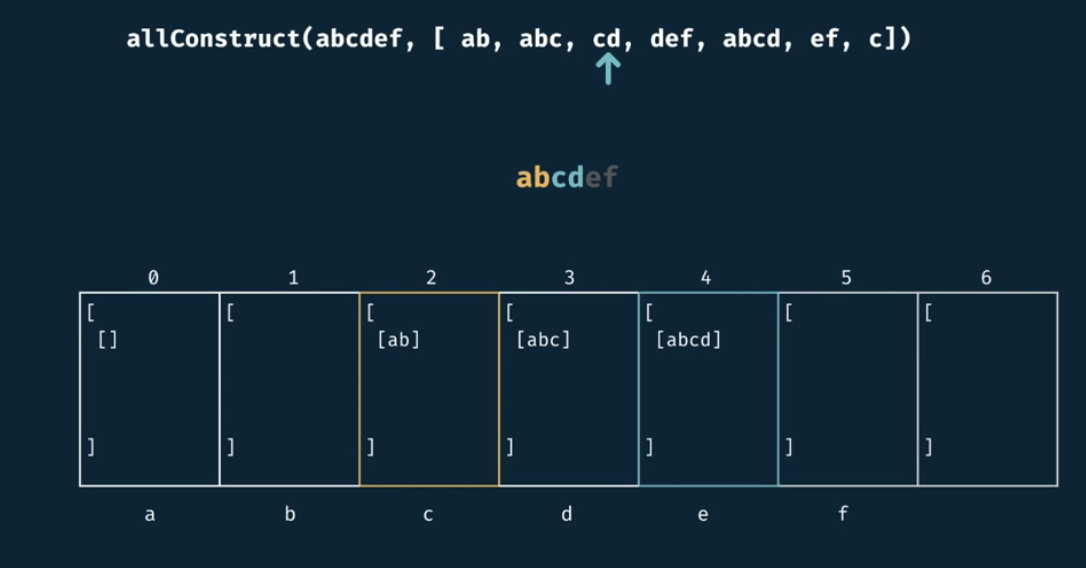 allConstruct(abcdef, [ ab, abc, cd, def, abcd, ef, c])
abcdef
0 1 2 3 4 5 6
[ [ [ [ [ [ [
[] [ab] [abc] [abcd]
] ] ] ] ] ] ]
a b c d e f